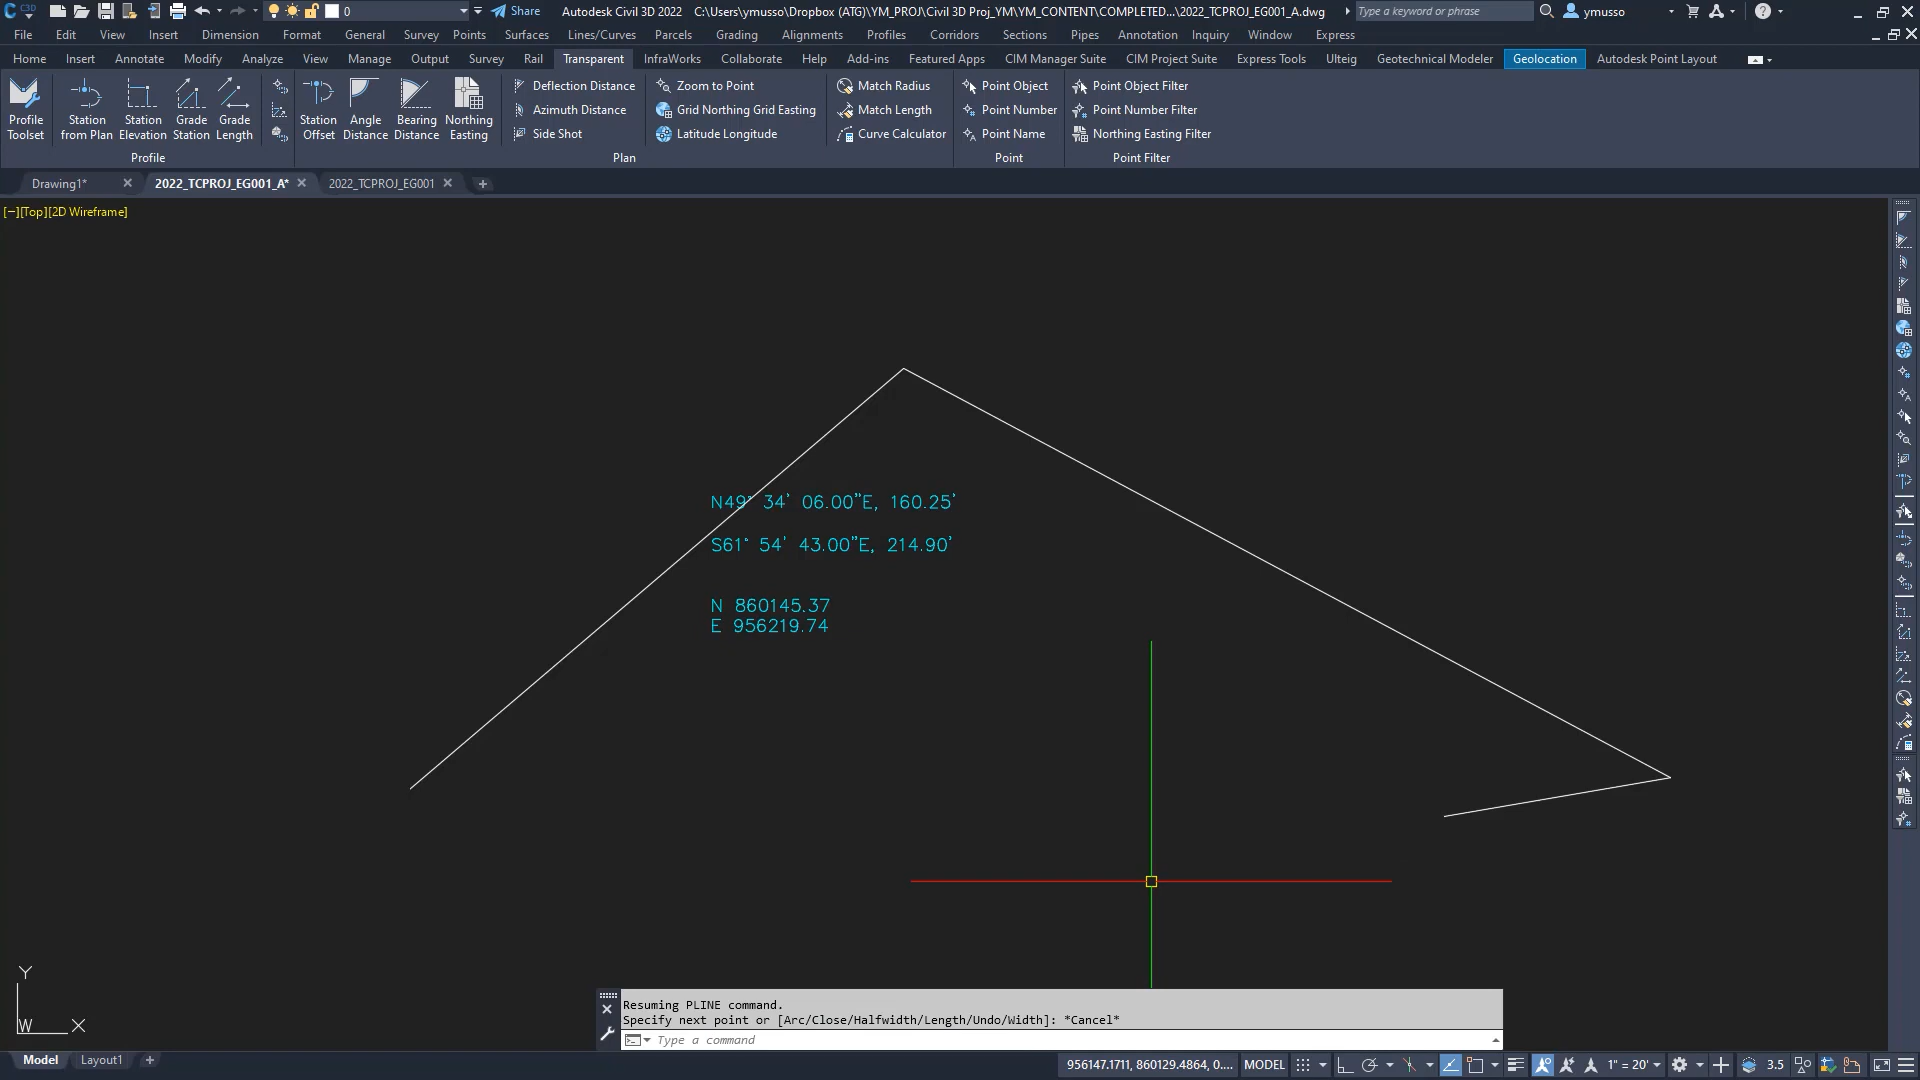 C3D 0 Share Autodesk Civil 3D 2022 C:\Users\ymusso\Dropbox (ATG)\YM_PROJ\Civil 3D Proj_YM\YM_CONTENT\COMPLETED...\2022_TCPROJ_EG001_A.dwg Type a keyword or phrase ymusso
File Edit View Insert Dimension Format General Survey Points Surfaces Lines/Curves Parcels Grading Alignments Profiles Corridors Sections Pipes Annotation Inquiry Window Express
Home Insert Annotate Modify Analyze View Manage Output Survey Rail Transparent InfraWorks Collaborate Help Add-ins Featured Apps CIM Manager Suite CIM Project Suite Express Tools Ulteig Geotechnical Modeler Geolocation Autodesk Point Layout
Deflection Distance Zoom to Point Match Radius Point Object Point Object Filter
Azimuth Distance Grid Northing Grid Easting Match Length Point Number Point Number Filter
Profile Station Station Grade Grade Station Angle Bearing Northing
Toolset from Plan Elevation Station Length Offset Distance Distance Easting Side Shot Latitude Longitude Curve Calculator Point Name Northing Easting Filter
Profile Plan Point Point Filter
Drawing1* 2022_TCPROJ_EG001_A* 2022_TCPROJ_EG001
[−][Top][2D Wireframe]
N49° 34' 06.00"E, 160.25'
S61° 54' 43.00"E, 214.90'
N 860145.37
E 956219.74
Y
W X
Resuming PLINE command.
Specify next point or [Arc/Close/Halfwidth/Length/Undo/Width]: *Cancel*
Type a command
Model Layout1 956147.1711, 860129.4864, 0.... MODEL 1" = 20' 3.5